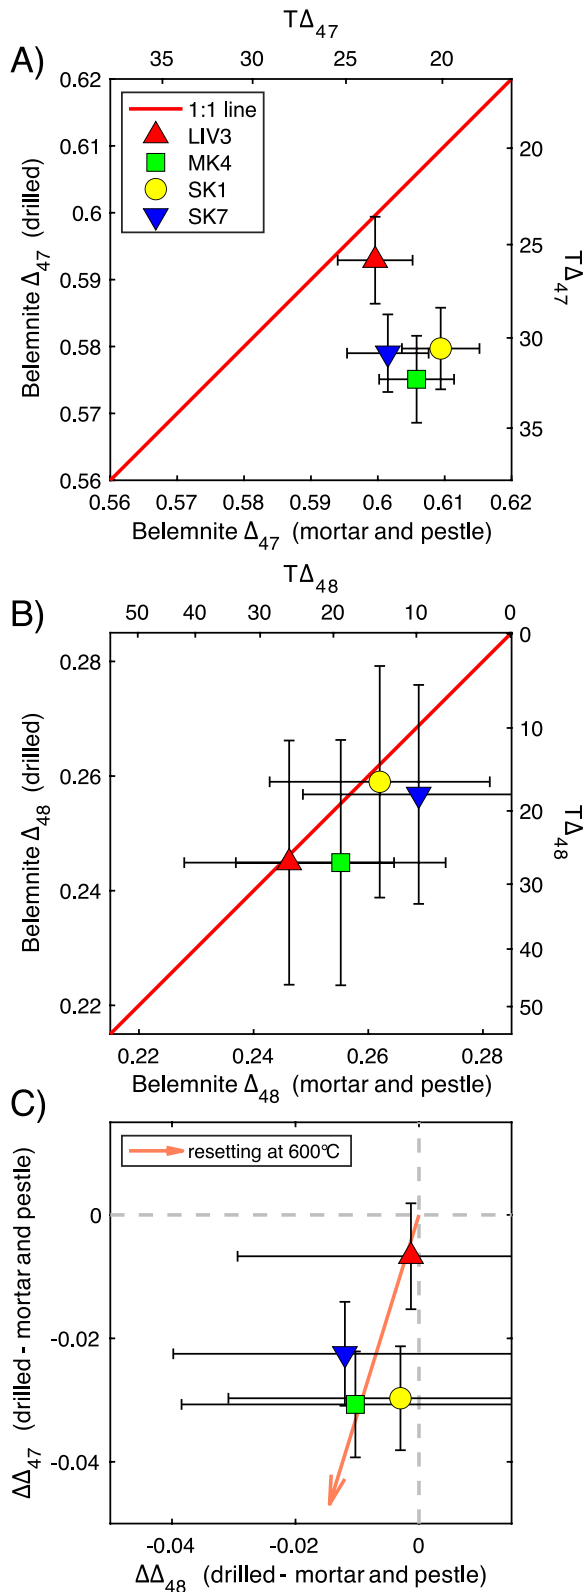 TΔ47
35 30 25 20
A)
0.62
0.61
0.6
0.59
0.58
0.57
0.56
Belemnite Δ47 (drilled)
1:1 line
LIV3
MK4
SK1
SK7
20
25
30
35
TΔ47
0.56 0.57 0.58 0.59 0.6 0.61 0.62
Belemnite Δ47 (mortar and pestle)
TΔ48
50 40 30 20 10 0
B)
0.28
0.26
0.24
0.22
Belemnite Δ48 (drilled)
0
10
20
30
40
50
TΔ48
0.22 0.24 0.26 0.28
Belemnite Δ48 (mortar and pestle)
C)
resetting at 600°C
0
-0.02
-0.04
ΔΔ47 (drilled - mortar and pestle)
-0.04 -0.02 0
ΔΔ48 (drilled - mortar and pestle)